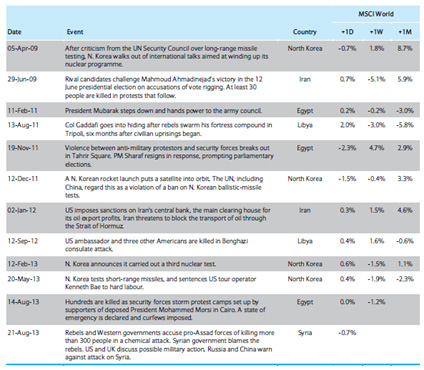 MSCI World
Date Event Country +1D +1W +1M
05-Apr-09 After criticism from the UN Security Council over long-range missile North Korea -0.7% 1.8% 8.7%
testing, N. Korea walks out of international talks aimed at winding up its
nuclear programme.
29-Jun-09 Rival candidates challenge Mahmoud Ahmadinejad's victory in the 12 Iran 0.7% -5.1% 5.9%
June presidential election on accusations of vote rigging. At least 30
people are killed in protests that follow.
11-Feb-11 President Mubarak steps down and hands power to the army council. Egypt 0.2% -0.2% -3.0%
13-Aug-11 Col Gaddafi goes into hiding after rebels swarm his fortress compound in Libya 2.0% -3.0% -5.8%
Tripoli, six months after civilian uprisings began.
19-Nov-11 Violence between anti-military protestors and security forces breaks out Egypt -2.3% 4.7% 2.9%
in Tahrir Square. PM Sharaf resigns in response, prompting parliamentary
elections.
12-Dec-11 A N. Korean rocket launch puts a satellite into orbit. The UN, including North Korea -1.5% -0.4% 3.3%
China, regard this as a violation of a ban on N. Korean ballistic-missile
tests.
02-Jan-12 US imposes sanctions on Iran's central bank, the main clearing house for Iran 0.3% 1.5% 4.6%
its oil export profits. Iran threatens to block the transport of oil through
the Strait of Hormuz.
12-Sep-12 US ambassador and three other Americans are killed in Benghazi Libya 0.4% 1.6% -0.6%
consulate attack.
12-Feb-13 N. Korea announces it carried out a third nuclear test. North Korea 0.6% -1.5% 1.1%
20-May-13 N. Korea tests short-range missiles, and sentences US tour operator North Korea 0.4% -1.9% -2.3%
Kenneth Bae to hard labour.
14-Aug-13 Hundreds are killed as security forces storm protest camps set up by Egypt 0.0% -1.2%
supporters of deposed President Mohammed Morsi in Cairo. A state of
emergency is declared and curfews imposed.
21-Aug-13 Rebels and Western governments accuse pro-Assad forces of killing more Syria -0.7%
than 300 people in a chemical attack. Syrian government blames the
rebels. US and UK discuss possible military action. Russia and China warn
against attack on Syria.